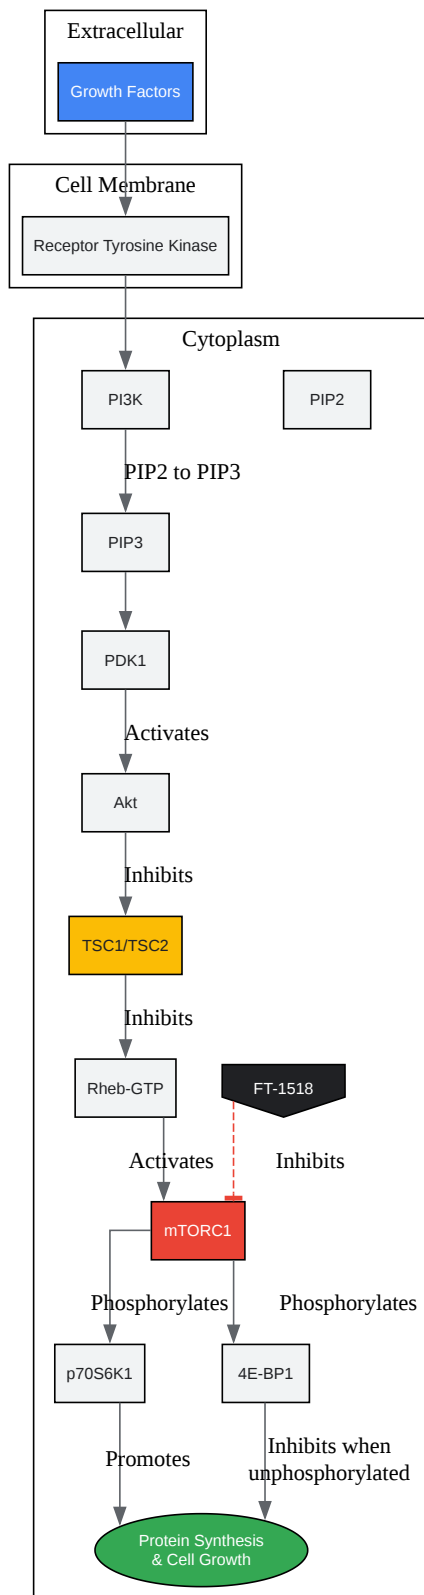 Extracellular
Growth Factors
Cell Membrane
Receptor Tyrosine Kinase
Cytoplasm
PI3K
PIP2
PIP2 to PIP3
PIP3
PDK1
Activates
Akt
Inhibits
TSC1/TSC2
Inhibits
Rheb-GTP
FT-1518
Activates
Inhibits
mTORC1
Phosphorylates
Phosphorylates
p70S6K1
4E-BP1
Promotes
Inhibits when
unphosphorylated
Protein Synthesis
& Cell Growth